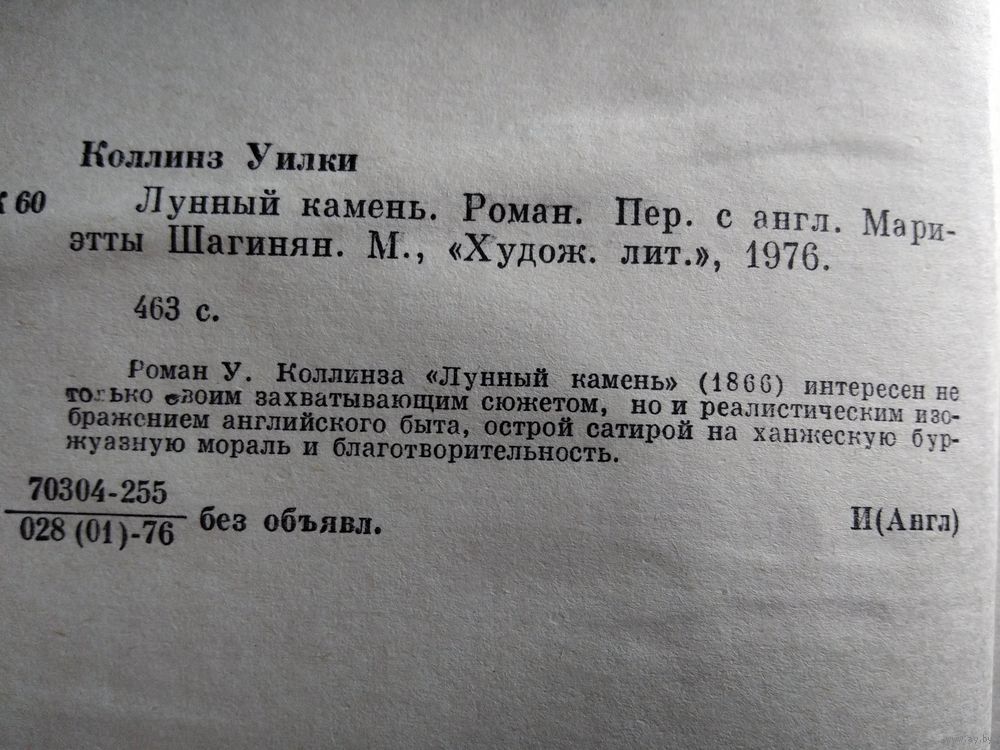 Коллинз Уилки
К 60 Лунный камень. Роман. Пер. с англ. Мари-
этты Шагинян. М., «Худож. лит.», 1976.
463 с.
Роман У. Коллинза «Лунный камень» (1866) интересен не
только своим захватывающим сюжетом, но и реалистическим изо-
бражением английского быта, острой сатирой на ханжескую бур-
жуазную мораль и благотворительность.
70304-255
028 (01)-76 без объявл. И(Англ)